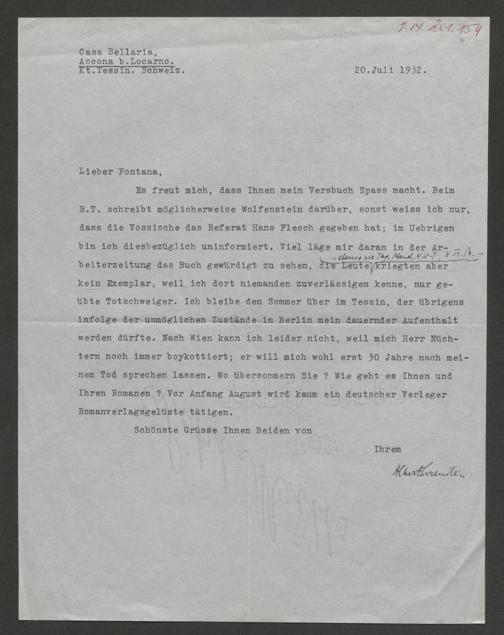 Casa Bellaria,
Ascona b.Locarno.
Kt.Tessin. Schweiz.
20.Juli 1932.
Lieber Fontana,
Es freut mich, dass Ihnen mein Versbuch Spass macht. Beim
B.T. schreibt möglicherweise Wolfenstein darüber, sonst weiss ich nur,
dass die Vossische das Referat Hans Flesch gegeben hat; im Uebrigen
bin ich diesbezüglich uninformiert. Viel läge mir daran in der Ar-
beiterzeitung das Buch gewürdigt zu sehen, die Leute kriegten aber
kein Exemplar, weil ich dort niemanden zuverlässigen kenne, nur ge-
übte Totschweiger. Ich bleibe den Sommer über im Tessin, der übrigens
infolge der unmöglichen Zustände in Berlin mein dauernder Aufenthalt
werden dürfte. Nach Wien kann ich leider nicht, weil mich Herr Nüch-
tern noch immer boykottiert; er will mich wohl erst 30 Jahre nach mei-
nem Tod sprechen lassen. Wo übersommern Sie ? Wie geht es Ihnen und
Ihren Romanen ? Vor Anfang August wird kaum ein deutscher Verleger
Romanverlagsgelüste tätigen.
Schönste Grüsse Ihnen Beiden von
Ihrem
Albert Ehrenstein